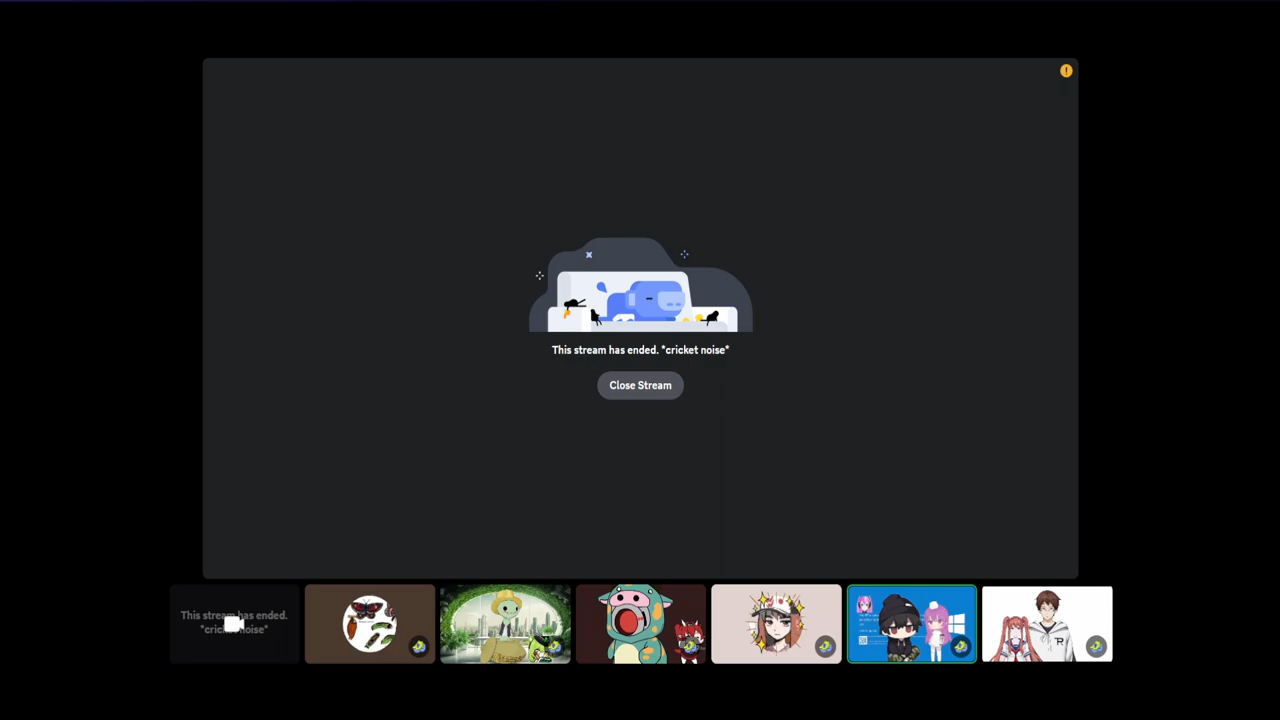 This stream has ended. *cricket noise*
Close Stream
This stream has ended.
*cricket noise*
R